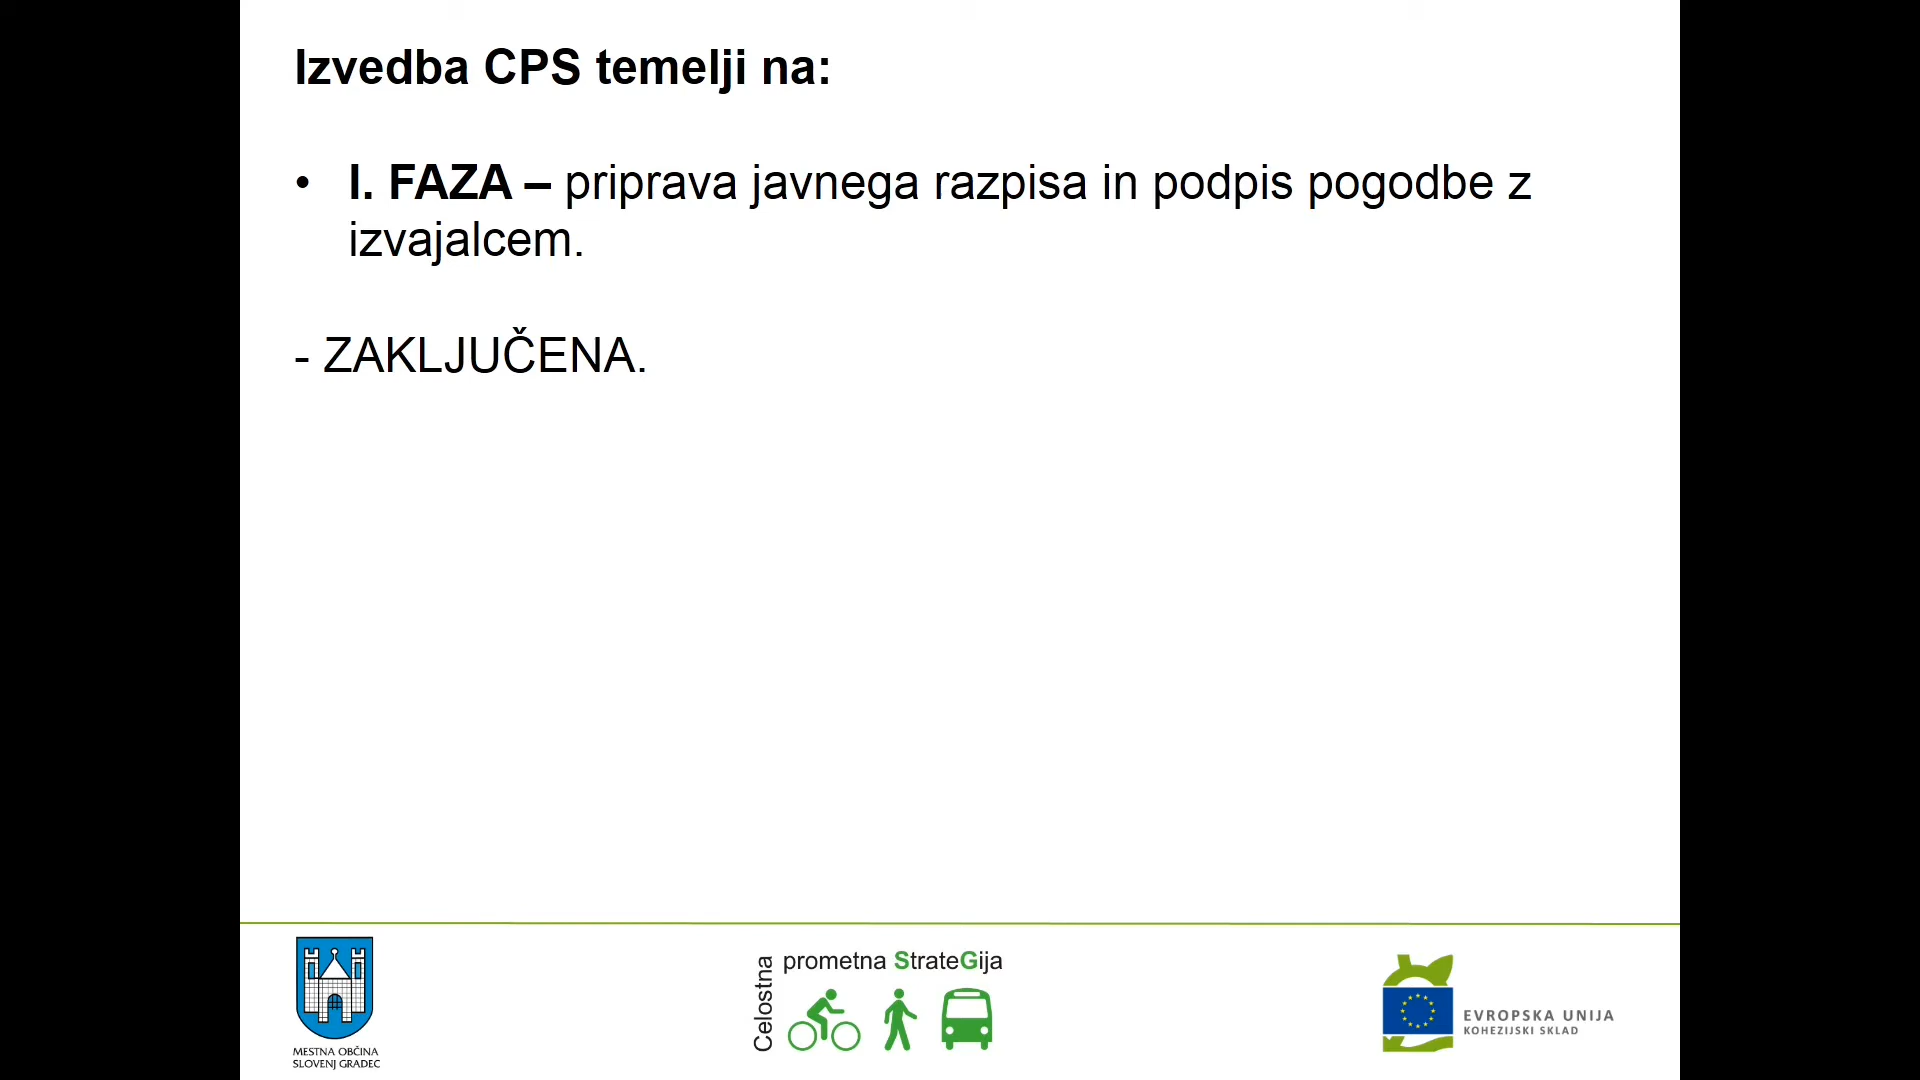 Izvedba CPS temelji na:
• I. FAZA – priprava javnega razpisa in podpis pogodbe z
izvajalcem.
- ZAKLJUČENA.
MESTNA OBČINA
SLOVENJ GRADEC
Celostna
prometna StrateGija
EVROPSKA UNIJA
KOHEZIJSKI SKLAD